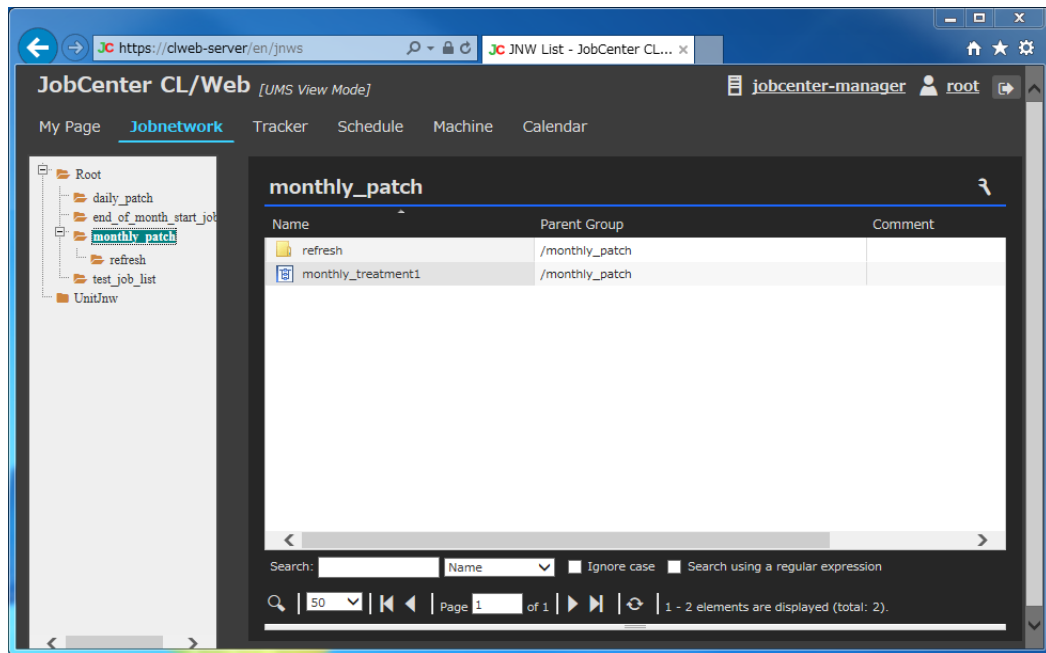 JC https://clweb-server/en/jnws
JC JNW List - JobCenter CL... ×
JobCenter CL/Web [UMS View Mode]
jobcenter-manager root
My Page Jobnetwork Tracker Schedule Machine Calendar
Root
daily_patch
end_of_month_start_job
monthly_patch
refresh
test_job_list
UnitJnw
monthly_patch
Name Parent Group Comment
refresh /monthly_patch
monthly_treatment1 /monthly_patch
Search: Name Ignore case Search using a regular expression
50 Page 1 of 1 1 - 2 elements are displayed (total: 2).